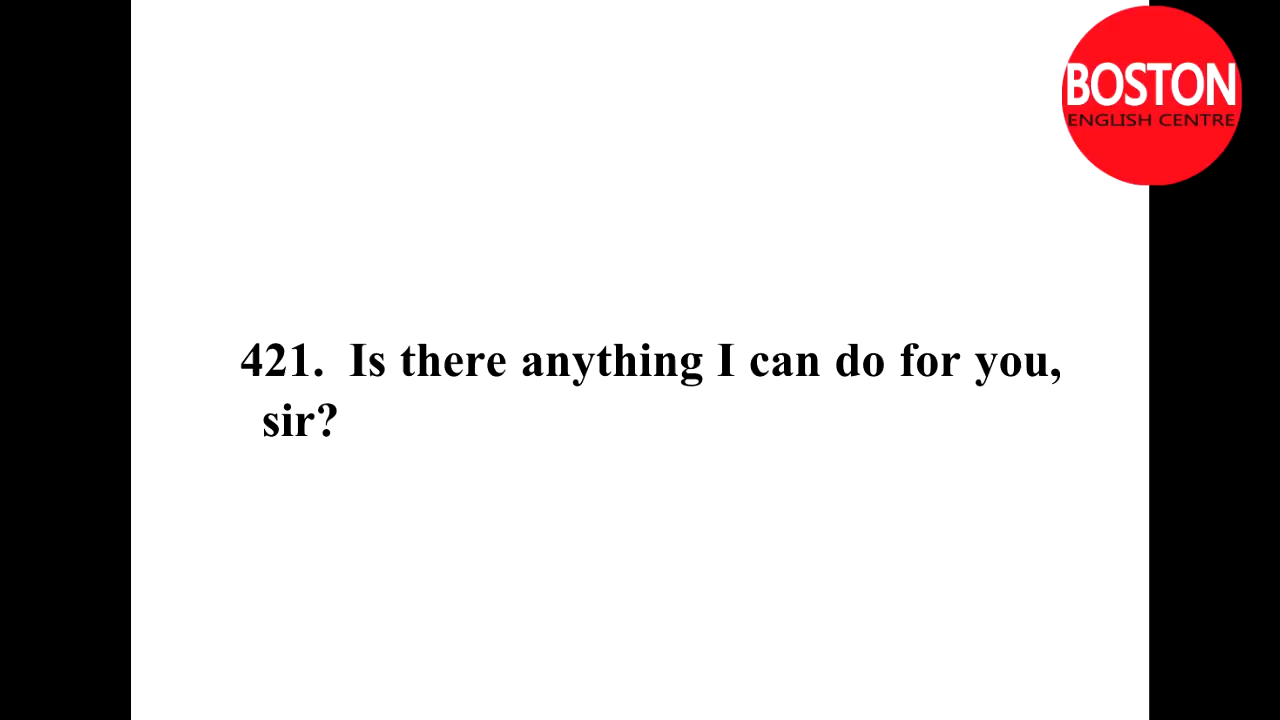 BOSTON
ENGLISH CENTRE
421. Is there anything I can do for you,
sir?